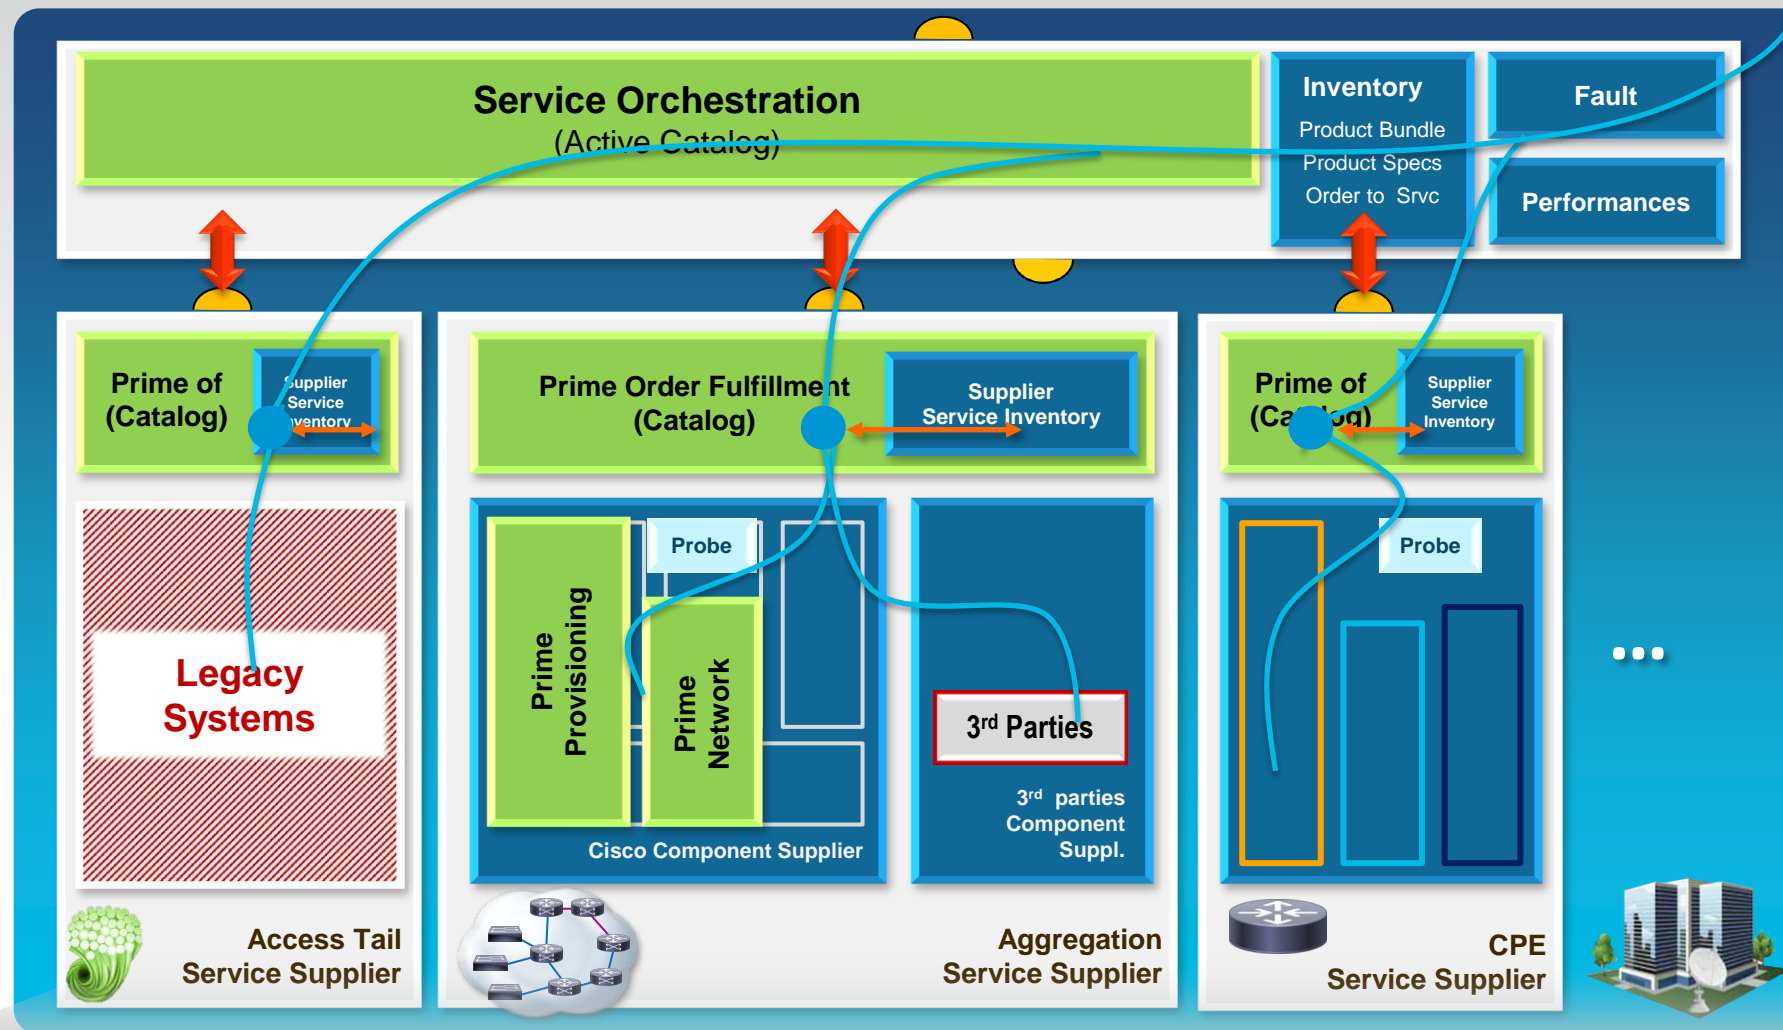 Service Orchestration
(Active Catalog)
Inventory
Product Bundle
Product Specs
Order to Srvc
Fault
Performances
Prime of
(Catalog)
Supplier
Service
Inventory
Prime Order Fulfillment
(Catalog)
Supplier
Service Inventory
Prime of
(Catalog)
Supplier
Service
Inventory
Legacy
Systems
Prime
Provisioning
Probe
Prime
Network
Cisco Component Supplier
3rd Parties
3rd parties
Component
Suppl.
Probe
...
Access Tail
Service Supplier
Aggregation
Service Supplier
CPE
Service Supplier